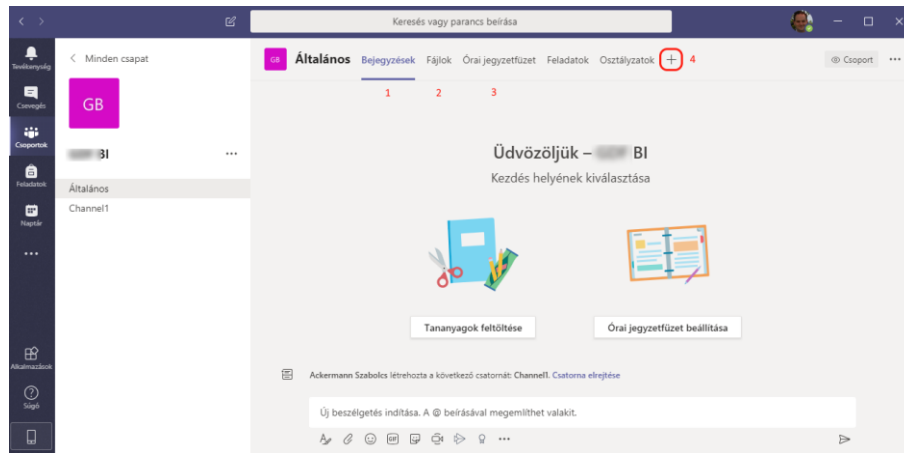 Keresés vagy parancs beírása
Tevékenység
Csevegés
Csoportok
Feladatok
Naptár
Alkalmazások
Súgó
Minden csapat
GB
BI
Általános
Channel1
GB Általános Bejegyzések Fájlok Órai jegyzetfüzet Feladatok Osztályzatok + 4 Csoport
1 2 3
Üdvözöljük – BI
Kezdés helyének kiválasztása
Tananyagok feltöltése Órai jegyzetfüzet beállítása
Ackermann Szabolcs létrehozta a következő csatornát: Channel1. Csatorna elrejtése
Új beszélgetés indítása. A @ beírásával megemlíthet valakit.
GIF